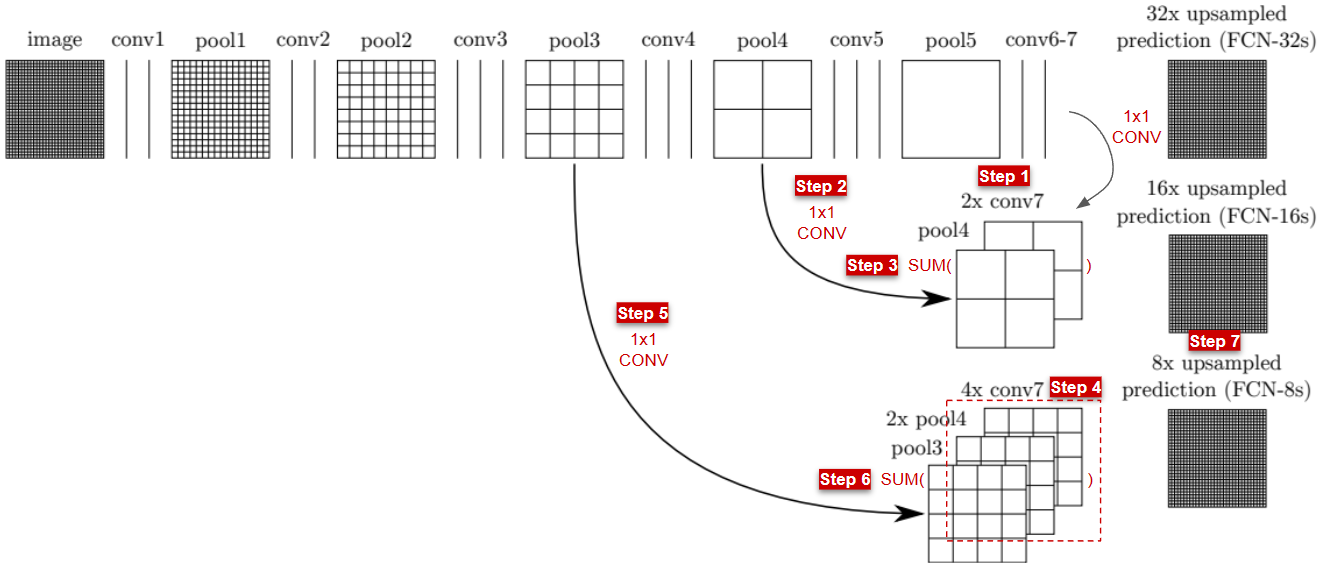 image
conv1
pool1
conv2
pool2
conv3
pool3
conv4
pool4
conv5
pool5
conv6-7
32x upsampled
prediction (FCN-32s)
1x1
CONV
Step 1
Step 2
1x1
CONV
2x conv7
pool4
Step 3
SUM(
)
16x upsampled
prediction (FCN-16s)
Step 5
1x1
CONV
Step 7
8x upsampled
prediction (FCN-8s)
4x conv7
Step 4
2x pool4
pool3
Step 6
SUM(
)